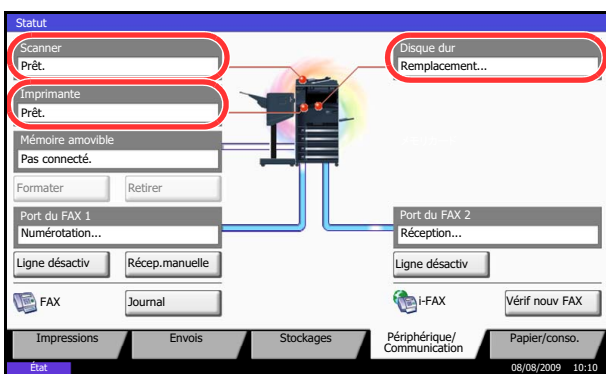 Statut
Scanner
Prêt.
Disque dur
Remplacement...
Imprimante
Prêt.
Mémoire amovible
Pas connecté.
Formater Retirer
Port du FAX 1
Numérotation...
Port du FAX 2
Réception...
Ligne désactiv Récep.manuelle Ligne désactiv
FAX Journal i-FAX Vérif nouv FAX
Impressions Envois Stockages Périphérique/
Communication Papier/conso.
État 08/08/2009 10:10